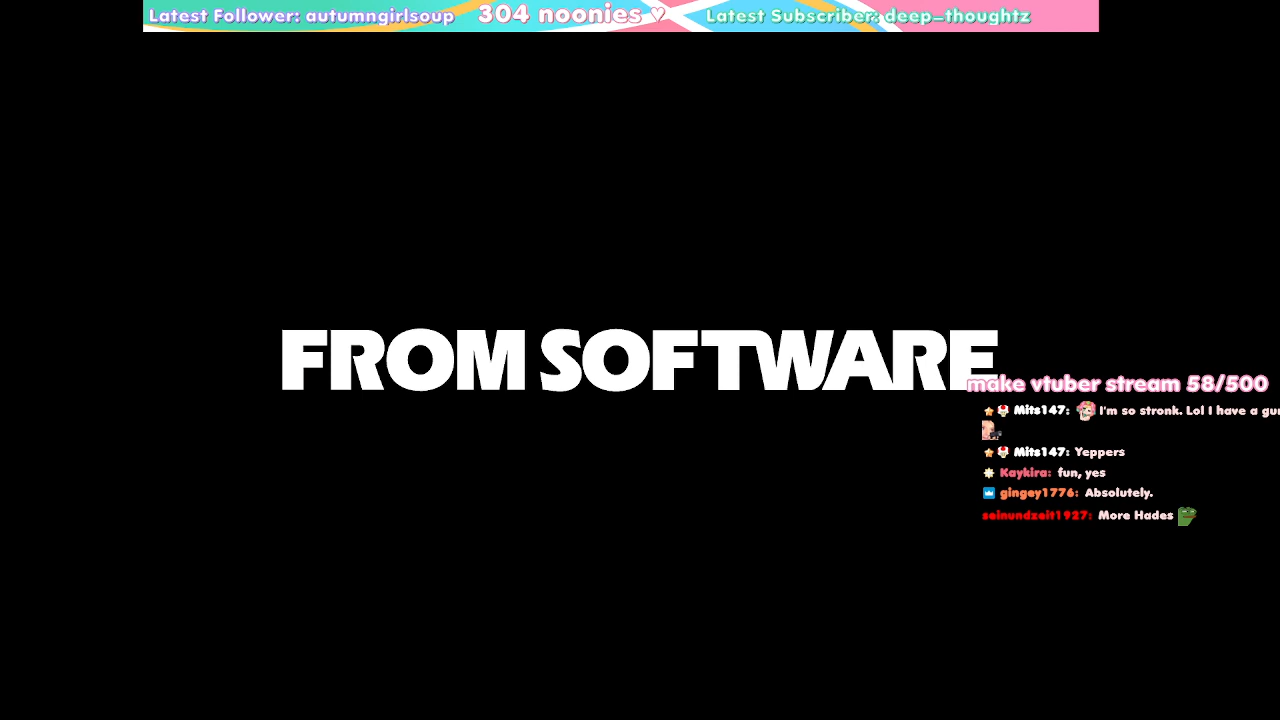 Latest Follower: autumngirlsoup 304 noonies ♥ Latest Subscriber: deep-thoughtz
FROM SOFTWARE
make vtuber stream 58/500
Mits147: I'm so stronk. Lol I have a
Mits147: Yeppers
Kaykira: fun, yes
gingey1776: Absolutely.
seinundzeit1927: More Hades